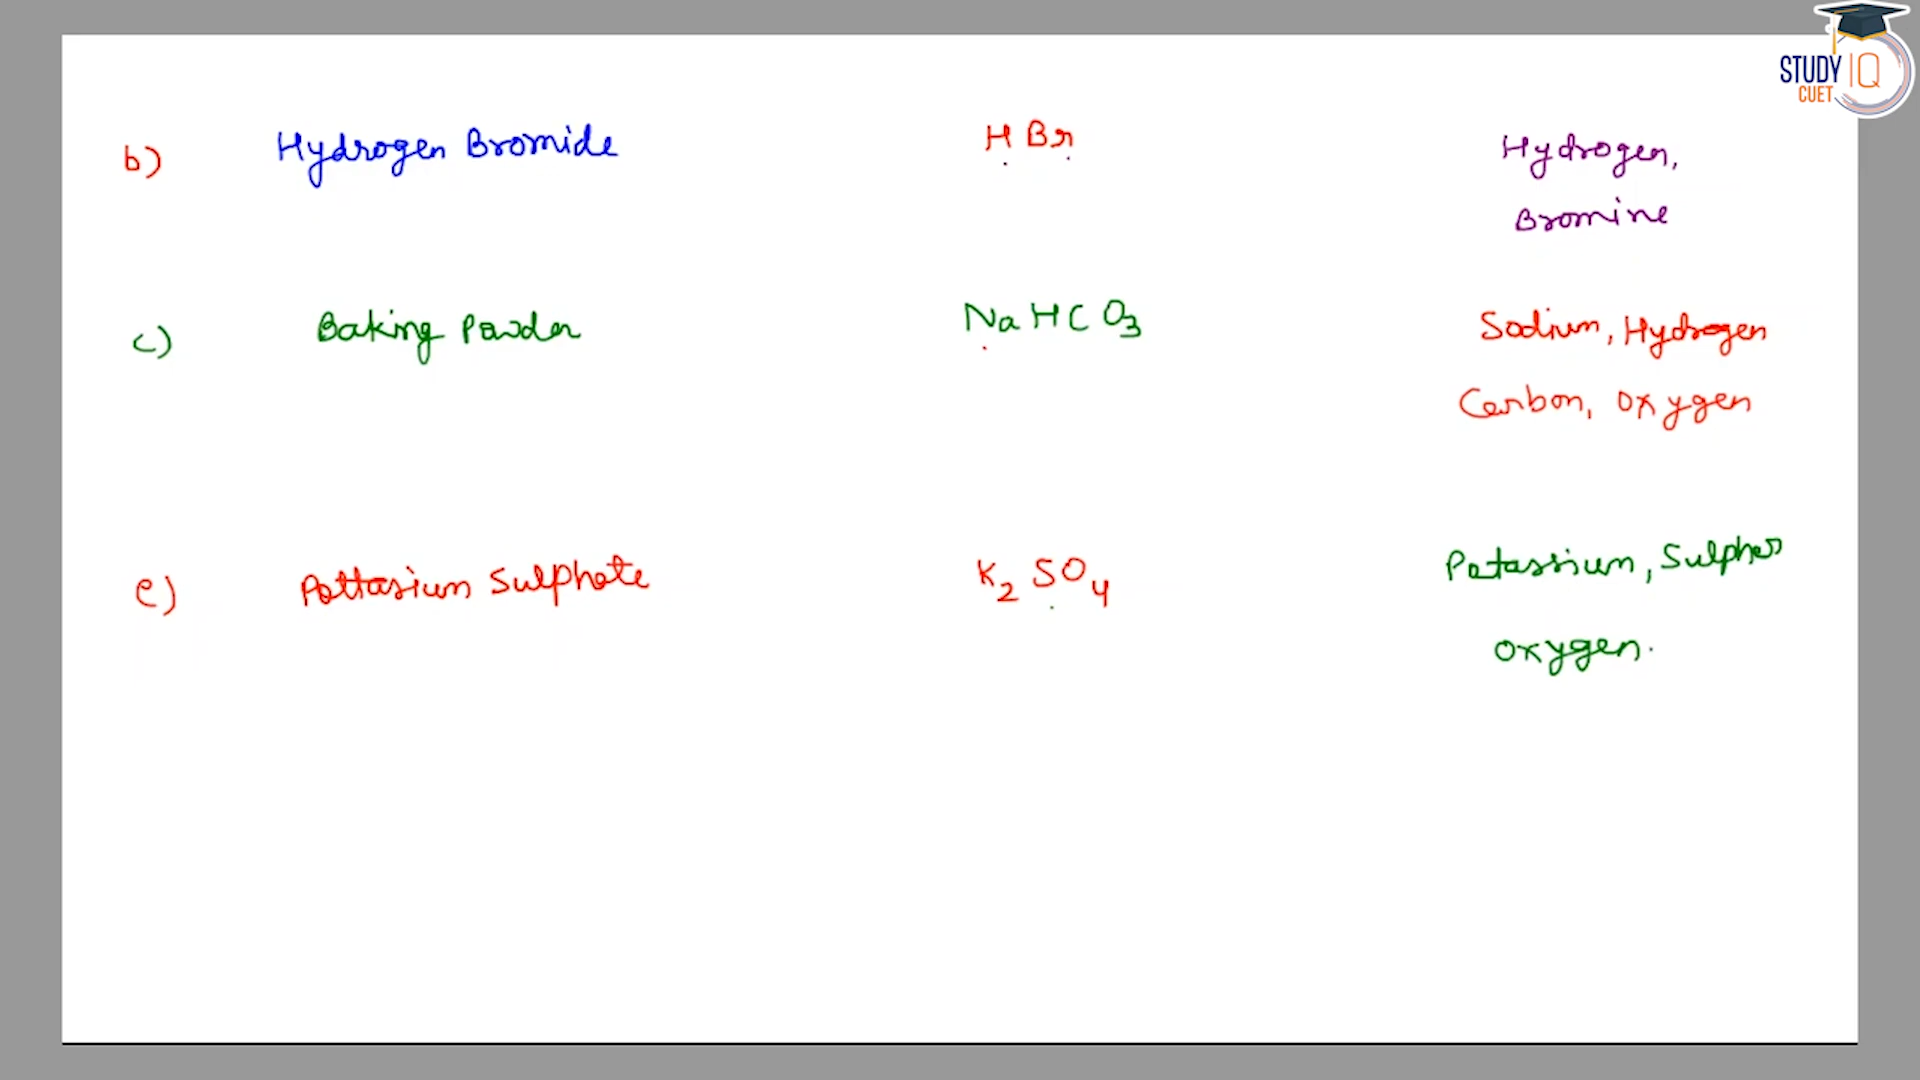 STUDY IQ
CUET
b) Hydrogen Bromide HBr Hydrogen,
Bromine
c) Baking Powder NaHCO3 Sodium, Hydrogen
Carbon, Oxygen
e) Pottasium Sulphate K2SO4 Potassium, Sulpher
Oxygen.